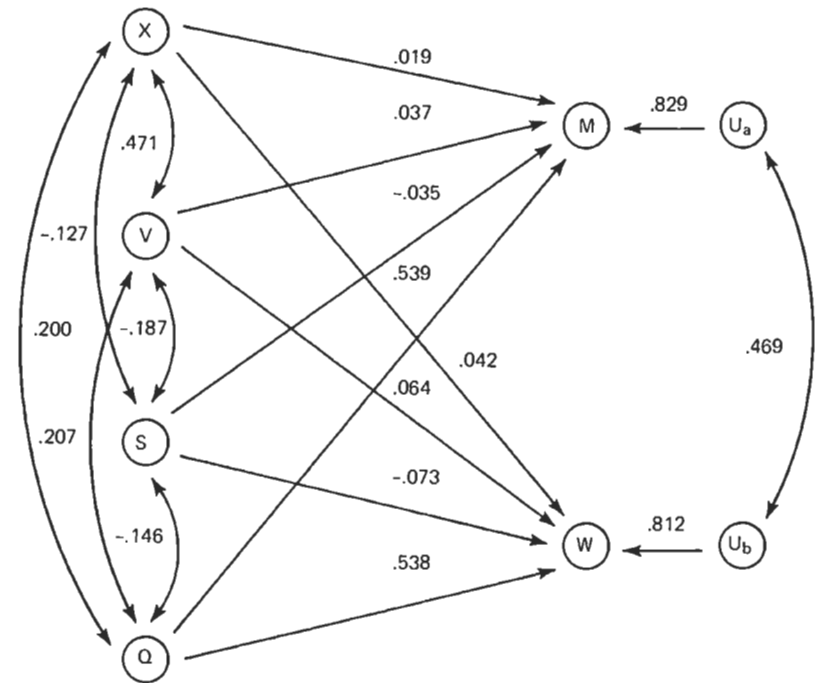 X
.019
.037
M
.829
Ua
.471
-.035
-.127
V
.539
.200
-.187
.042
.469
.064
.207
S
-.073
-.146
.538
W
.812
Ub
Q